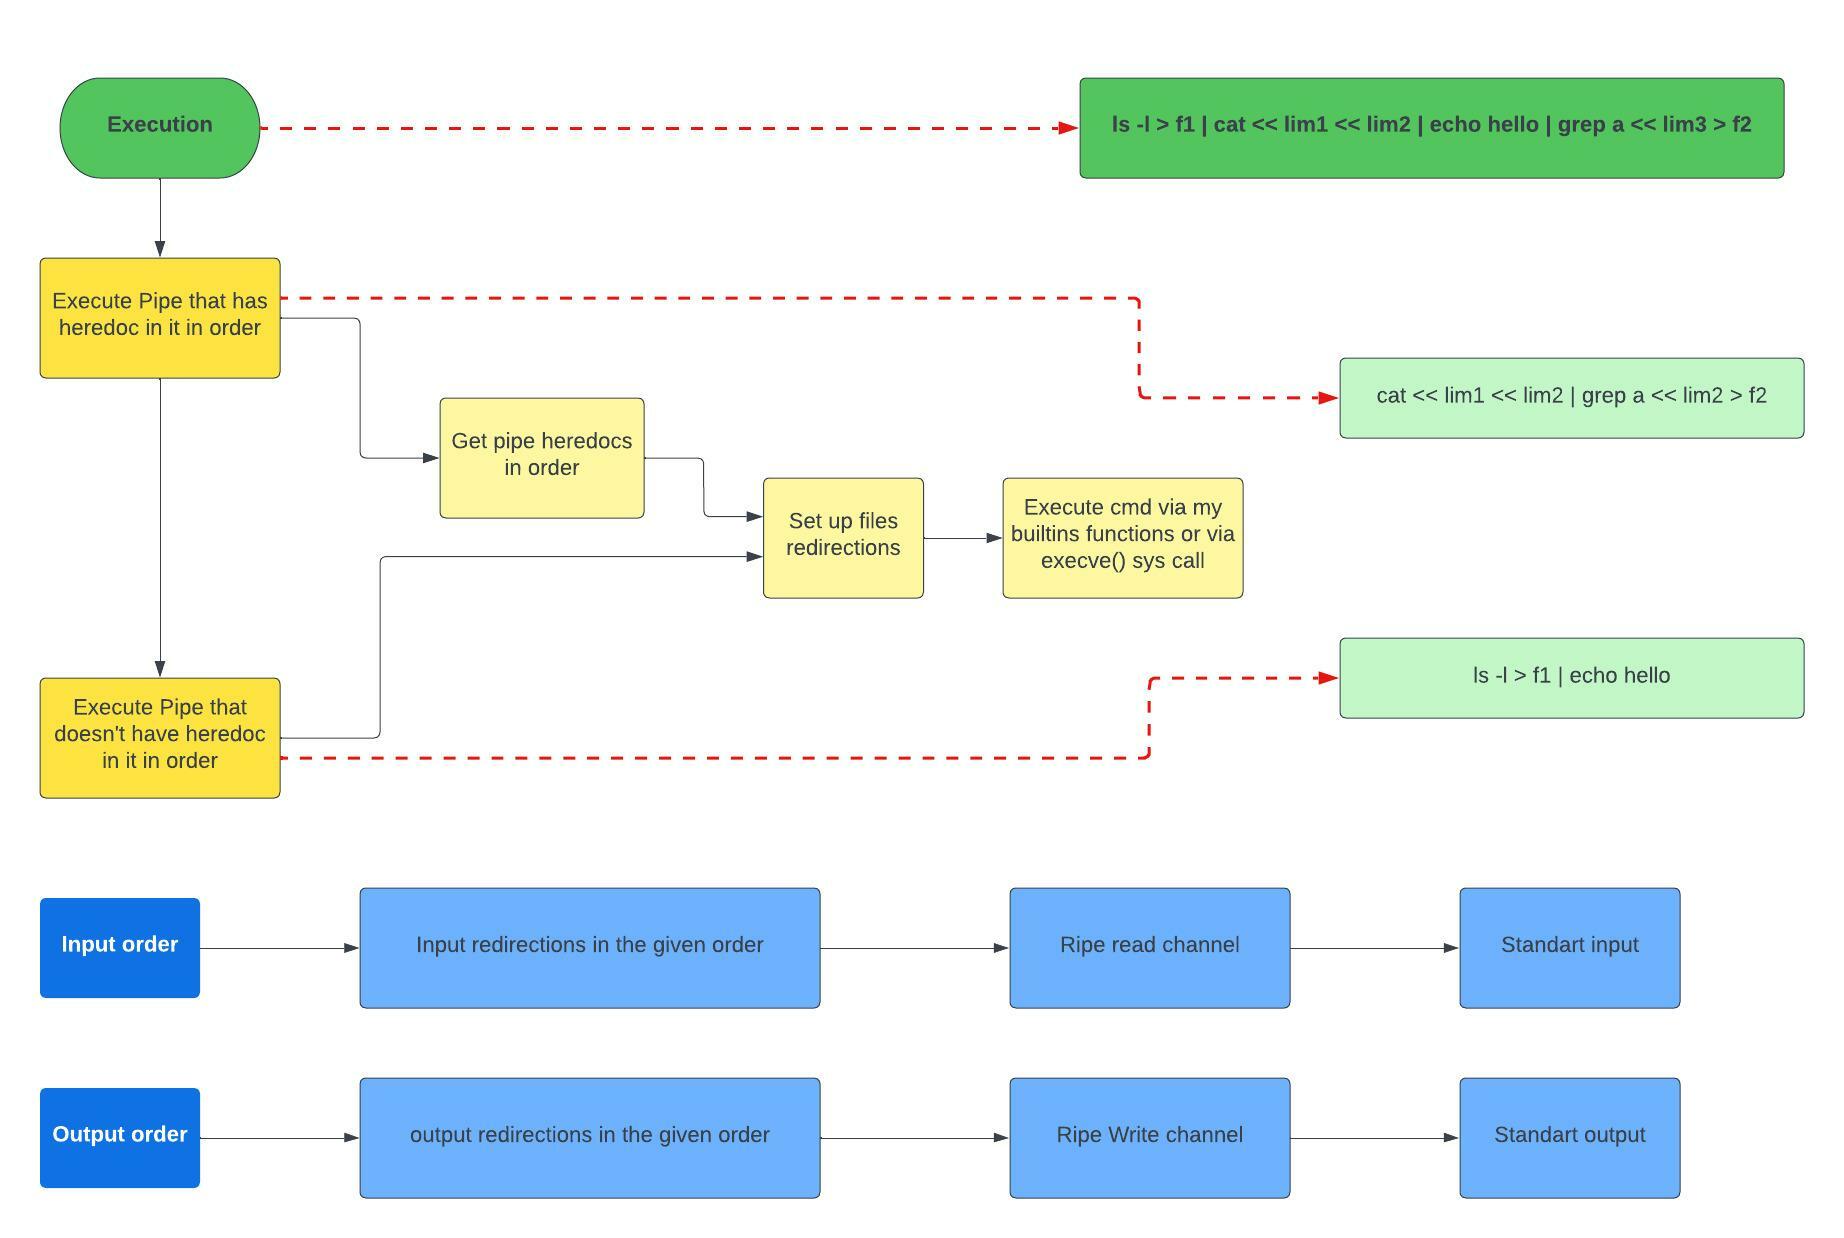 Execution
ls -l > f1 | cat << lim1 << lim2 | echo hello | grep a << lim3 > f2
Execute Pipe that has
heredoc in it in order
cat << lim1 << lim2 | grep a << lim2 > f2
Get pipe heredocs
in order
Set up files
redirections
Execute cmd via my
builtins functions or via
execve() sys call
ls -l > f1 | echo hello
Execute Pipe that
doesn't have heredoc
in it in order
Input order
Input redirections in the given order
Ripe read channel
Standart input
Output order
output redirections in the given order
Ripe Write channel
Standart output